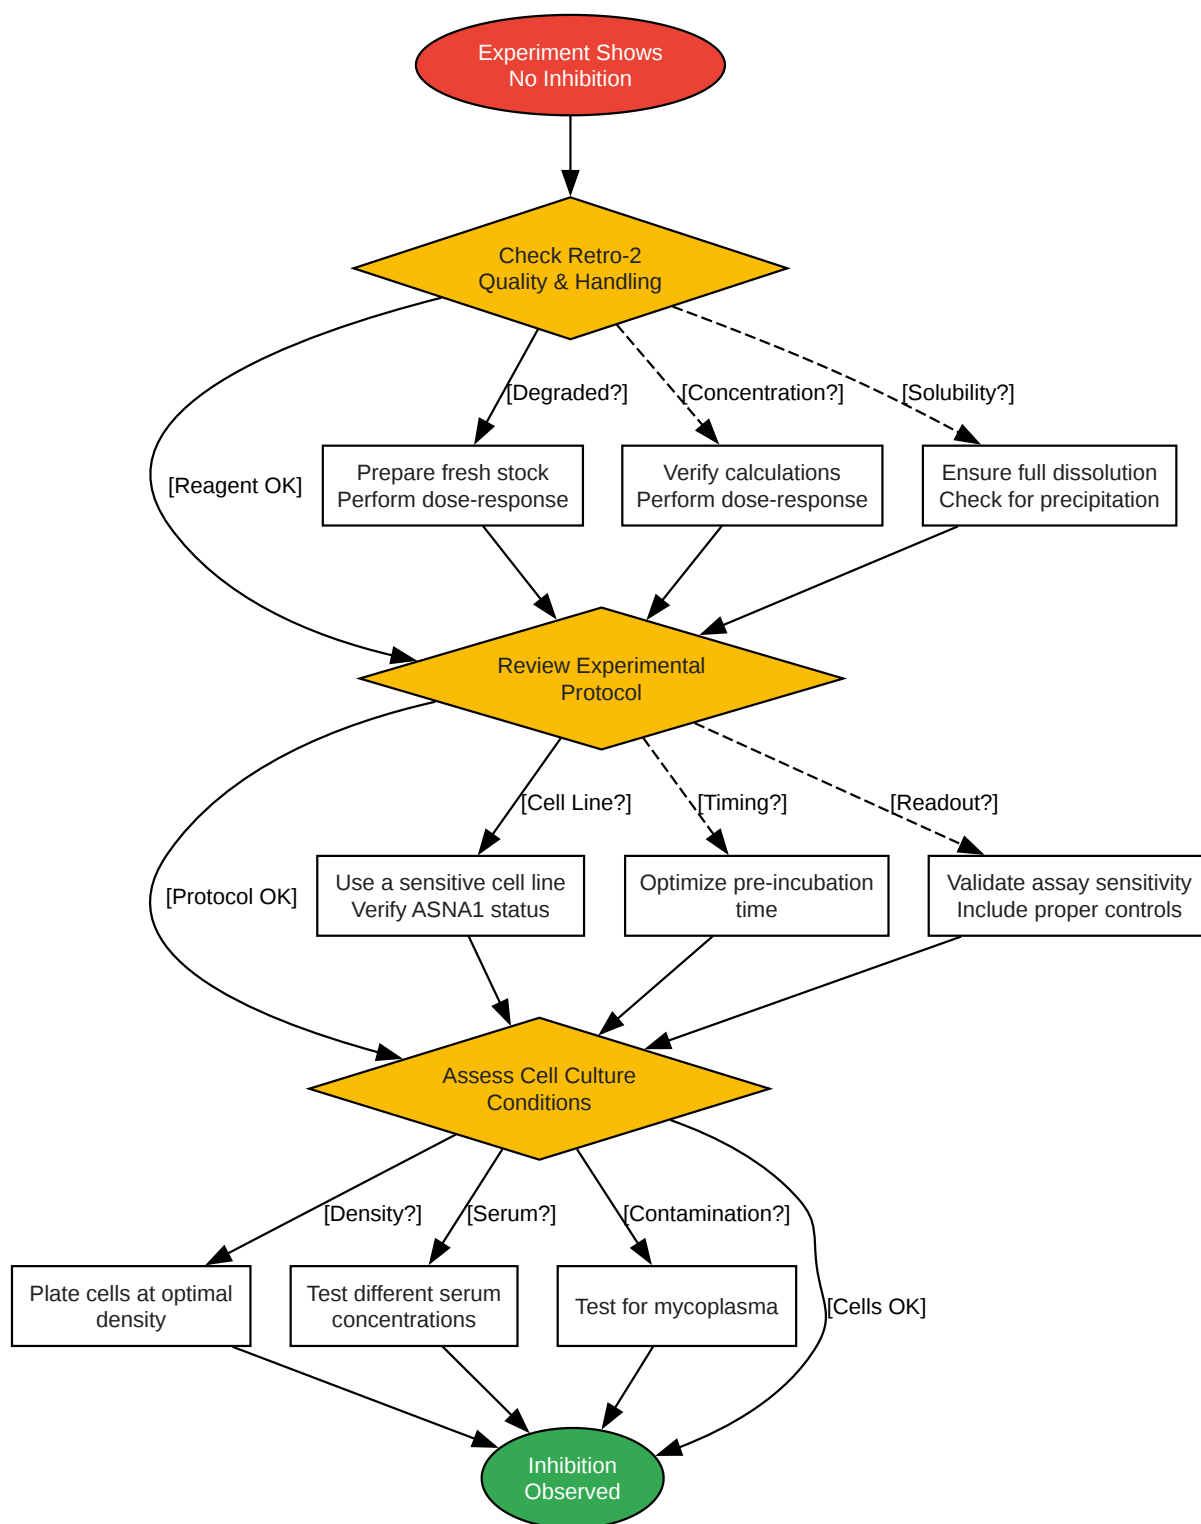 Experiment Shows
No Inhibition
Check Retro-2
Quality & Handling
[Degraded?]
[Concentration?]
[Solubility?]
[Reagent OK]
Prepare fresh stock
Perform dose-response
Verify calculations
Perform dose-response
Ensure full dissolution
Check for precipitation
Review Experimental
Protocol
[Cell Line?]
[Timing?]
[Readout?]
[Protocol OK]
Use a sensitive cell line
Verify ASNA1 status
Optimize pre-incubation
time
Validate assay sensitivity
Include proper controls
Assess Cell Culture
Conditions
[Density?]
[Serum?]
[Contamination?]
[Cells OK]
Plate cells at optimal
density
Test different serum
concentrations
Test for mycoplasma
Inhibition
Observed